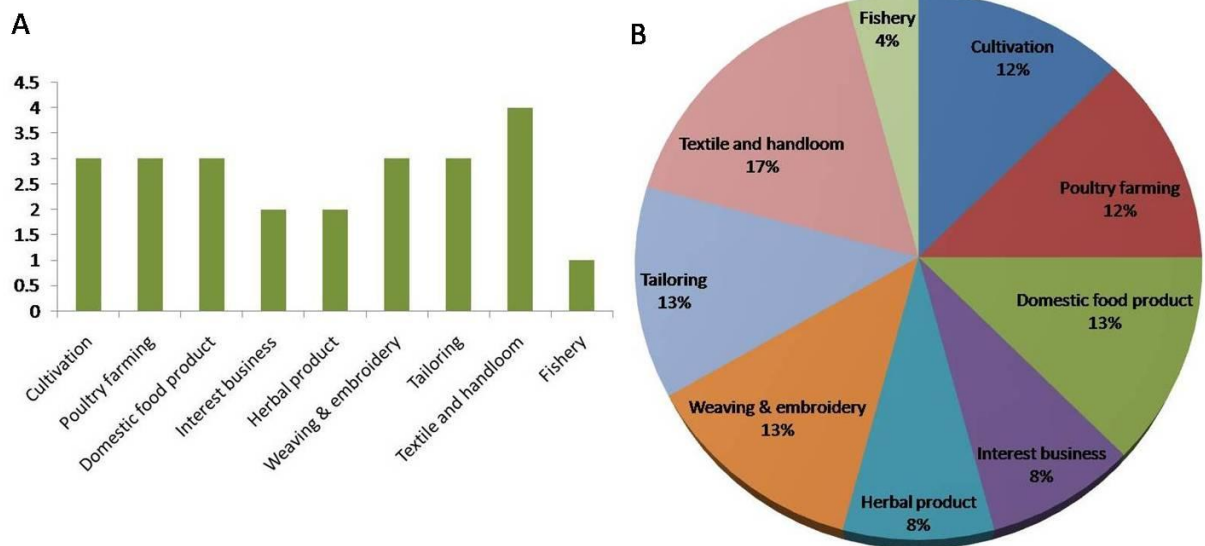 A
4.5
4
3.5
3
2.5
2
1.5
1
0.5
0
Cultivation
Poultry farming
Domestic food product
Interest business
Herbal product
Weaving & embroidery
Tailoring
Textile and handloom
Fishery
B
Fishery
4%
Cultivation
12%
Textile and handloom
17%
Poultry farming
12%
Tailoring
13%
Domestic food product
13%
Weaving & embroidery
13%
Interest business
8%
Herbal product
8%